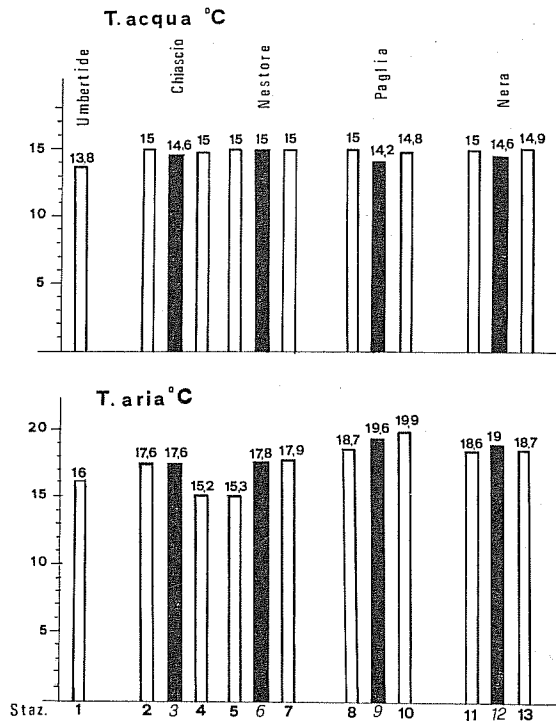 T. acqua °C
Umbertide
Chiascio
Nestore
Paglia
Nera
13,8 15 14,6 15 15 15 15 15 14,2 14,8 15 14,6 14,9
15
10
5
T. aria °C
20
16 17,6 17,6 15,2 15,3 17,8 17,9 18,7 19,6 19,9 18,6 19 18,7
15
10
5
Staz. 1 2 3 4 5 6 7 8 9 10 11 12 13